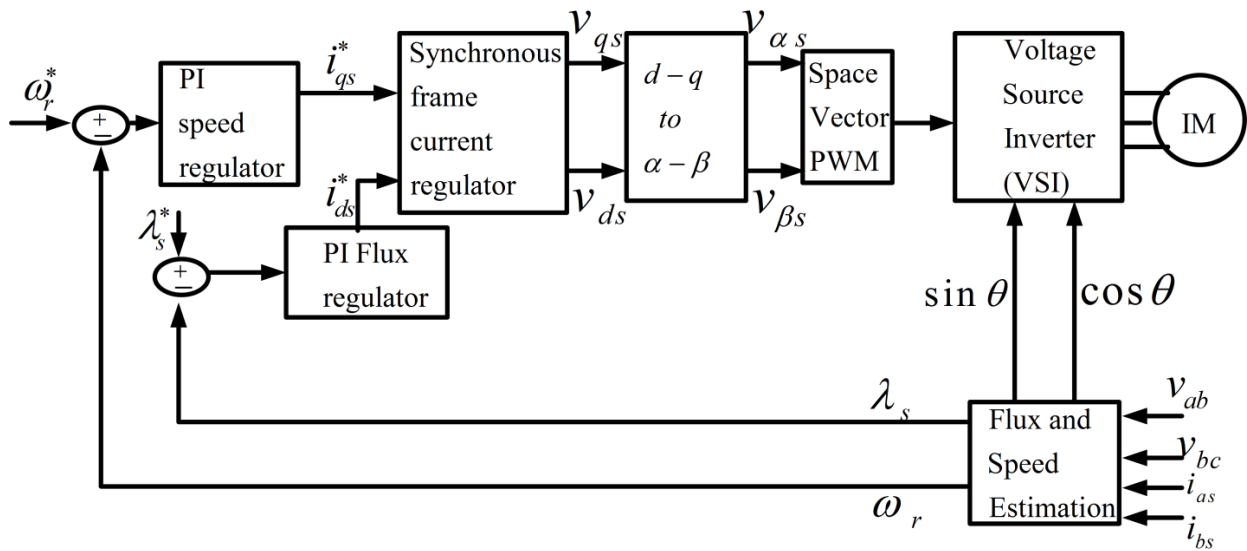 ω*r
+
−
PI
speed
regulator
i*qs
Synchronous
frame
current
regulator
i*ds
λ*s
+
−
PI Flux
regulator
vqs
vds
d − q
to
α − β
vαs
vβs
Space
Vector
PWM
Voltage
Source
Inverter
(VSI)
IM
sin θ
cos θ
λs
ωr
Flux and
Speed
Estimation
vab
vbc
ias
ibs